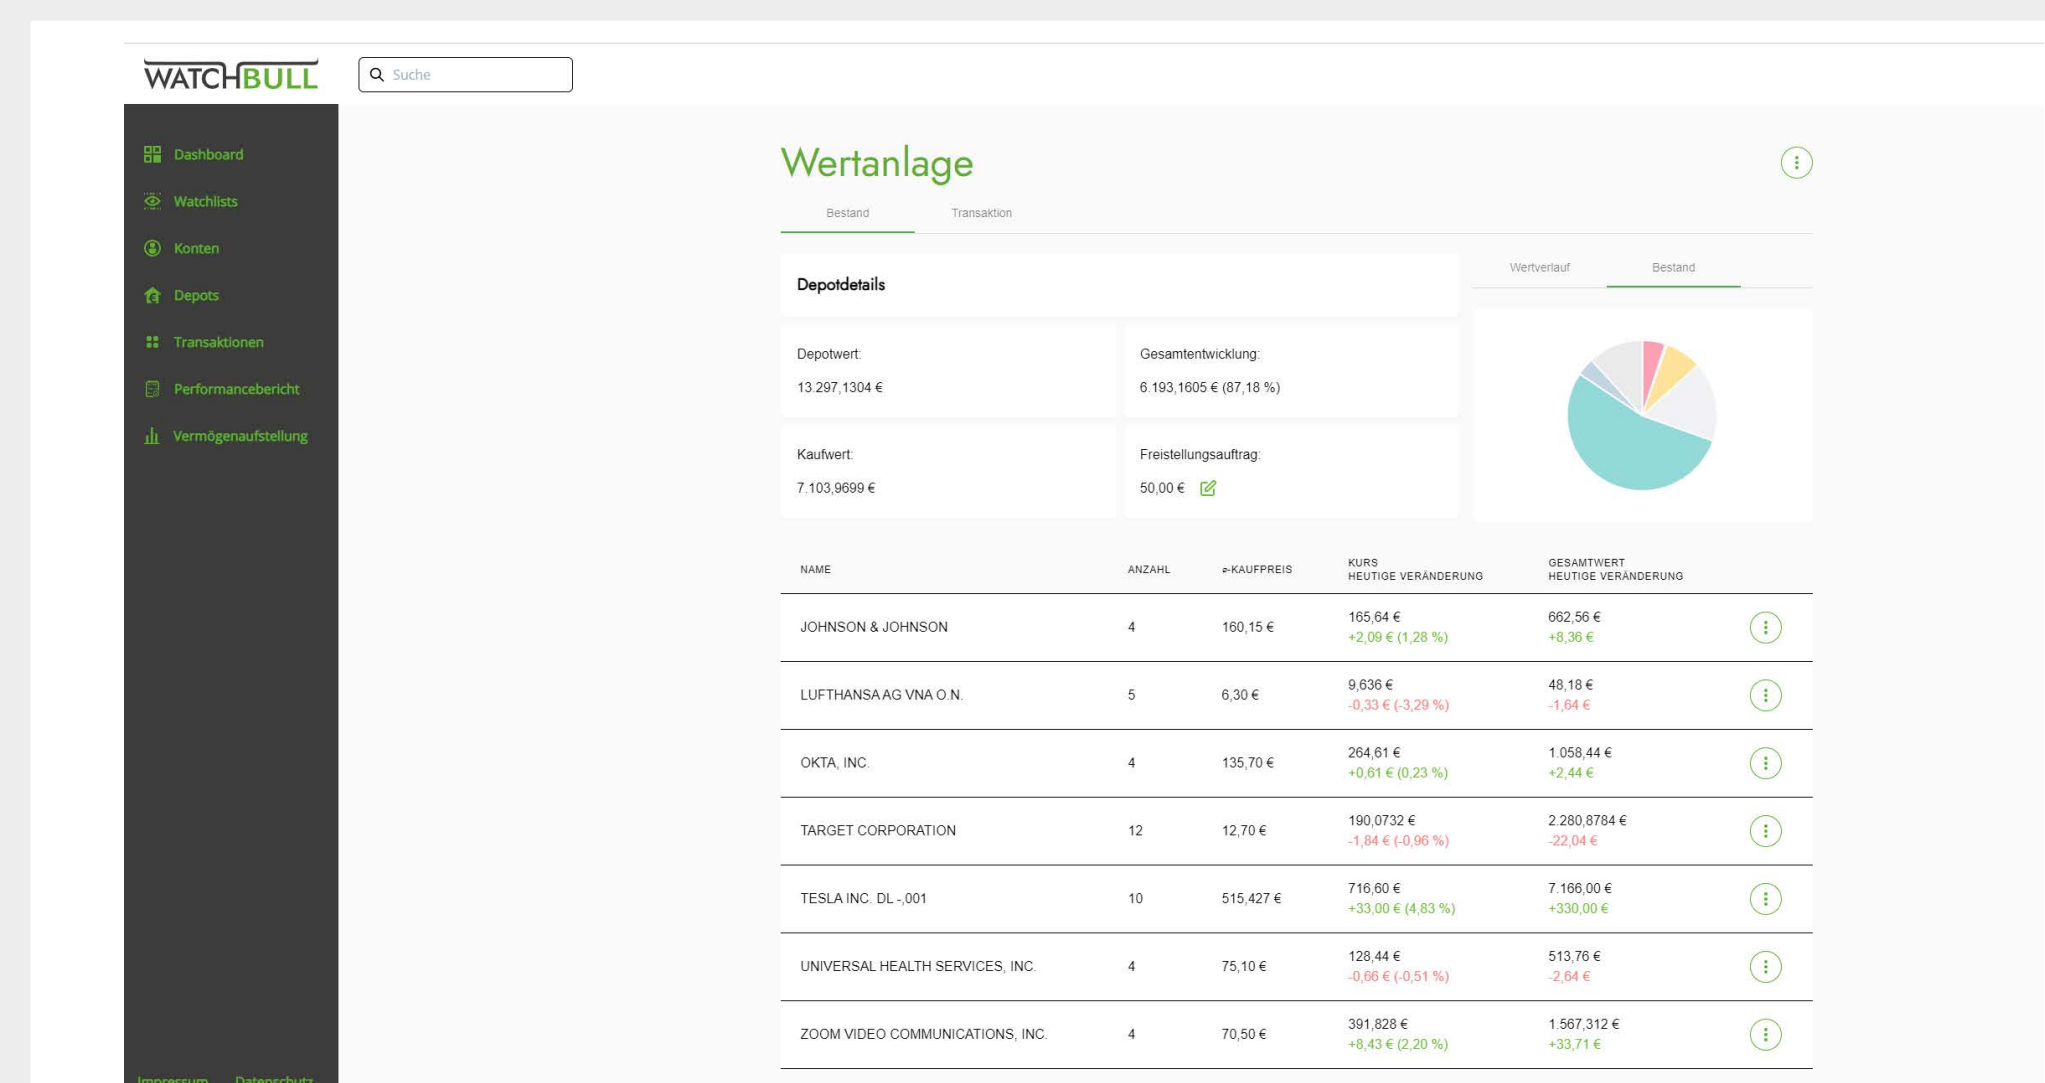 WATCHBULL
Suche
Dashboard
Watchlists
Konten
Depots
Transaktionen
Performancebericht
Vermögenaufstellung
Impressum Datenschutz
Wertanlage
Bestand Transaktion
Depotdetails
Depotwert:
13.297,1304 €
Gesamtentwicklung:
6.193,1605 € (87,18 %)
Kaufwert:
7.103,9699 €
Freistellungsauftrag:
50,00 €
Wertverlauf Bestand
NAME ANZAHL ⌀-KAUFPREIS KURS GESAMTWERT
HEUTIGE VERÄNDERUNG HEUTIGE VERÄNDERUNG
JOHNSON & JOHNSON 4 160,15 € 165,64 € 662,56 €
+2,09 € (1,28 %) +8,36 €
LUFTHANSA AG VNA O.N. 5 6,30 € 9,636 € 48,18 €
-0,33 € (-3,29 %) -1,64 €
OKTA, INC. 4 135,70 € 264,61 € 1.058,44 €
+0,61 € (0,23 %) +2,44 €
TARGET CORPORATION 12 12,70 € 190,0732 € 2.280,8784 €
-1,84 € (-0,96 %) -22,04 €
TESLA INC. DL -,001 10 515,427 € 716,60 € 7.166,00 €
+33,00 € (4,83 %) +330,00 €
UNIVERSAL HEALTH SERVICES, INC. 4 75,10 € 128,44 € 513,76 €
-0,66 € (-0,51 %) -2,64 €
ZOOM VIDEO COMMUNICATIONS, INC. 4 70,50 € 391,828 € 1.567,312 €
+8,43 € (2,20 %) +33,71 €